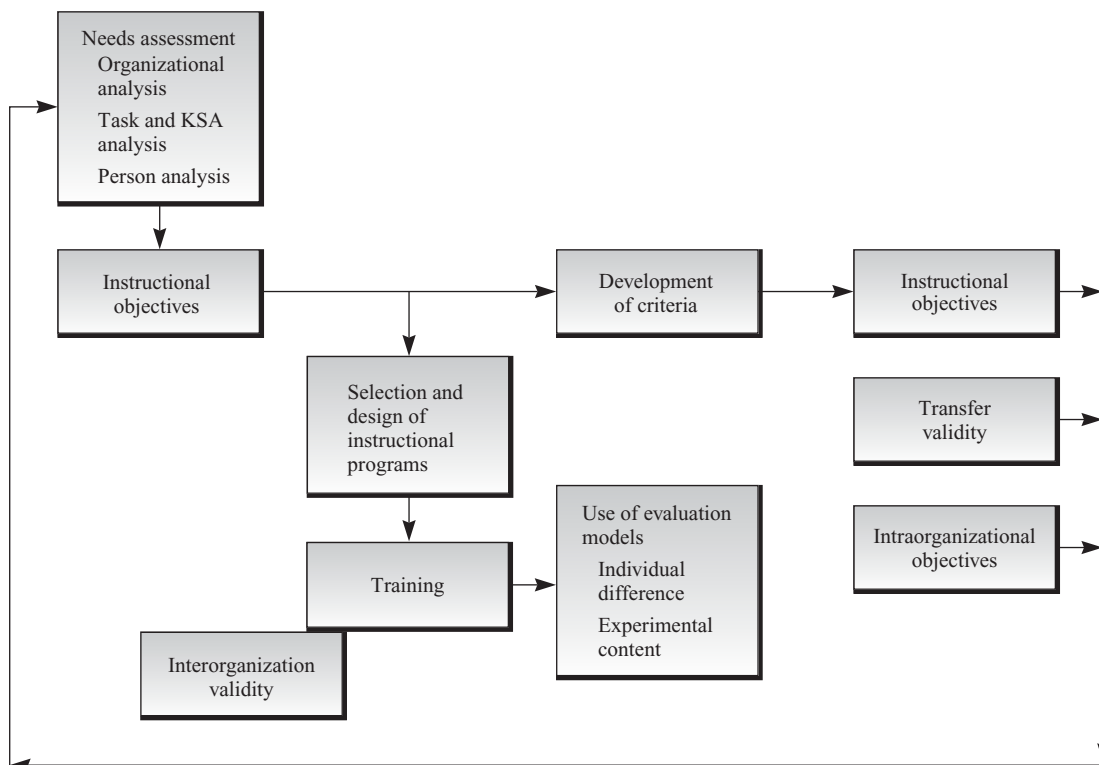 Needs assessment
Organizational
analysis
Task and KSA
analysis
Person analysis
Instructional
objectives
Development
of criteria
Instructional
objectives
Selection and
design of
instructional
programs
Transfer
validity
Use of evaluation
models
Individual
difference
Experimental
content
Intraorganizational
objectives
Training
Interorganization
validity